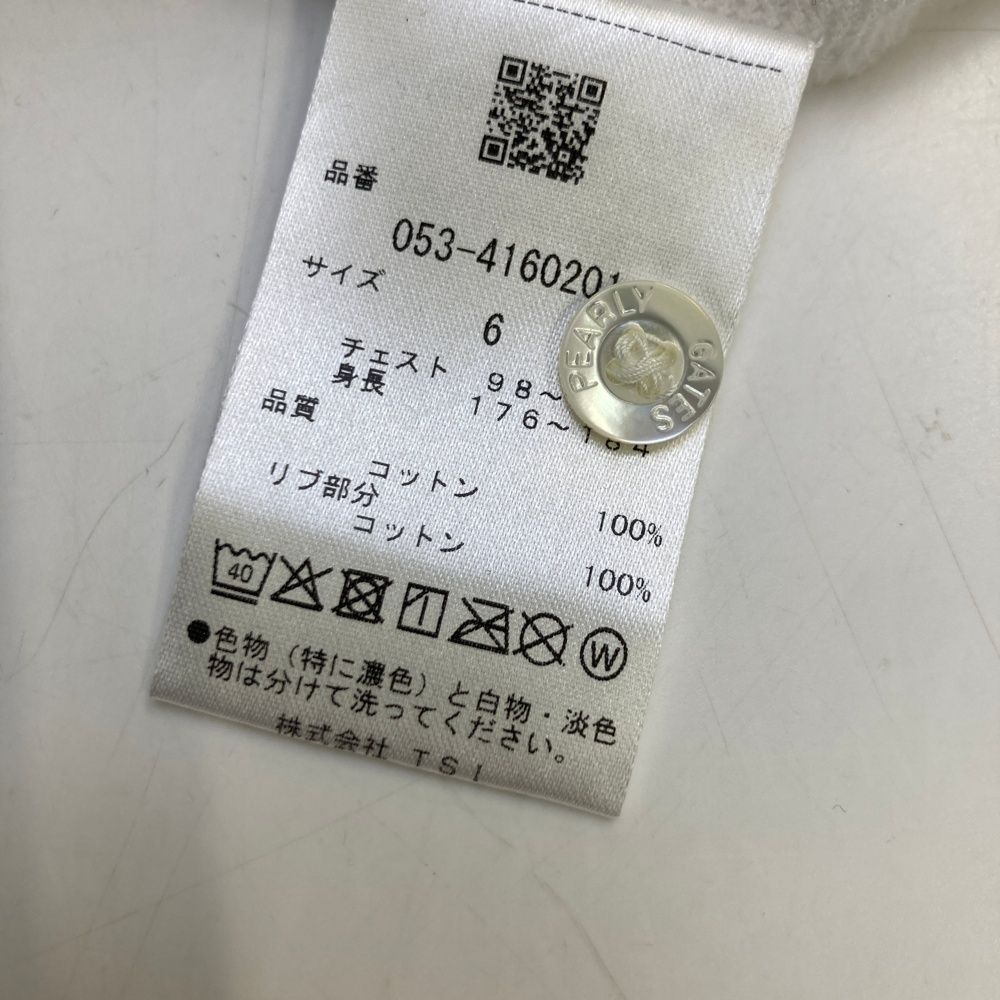 品番
053-4160201
サイズ
6
チェスト 98～
身長 176～184
品質
コットン 100%
リブ部分
コットン 100%
40
W
●色物（特に濃色）と白物・淡色
物は分けて洗ってください。
株式会社 TSI
PEARLY GATES